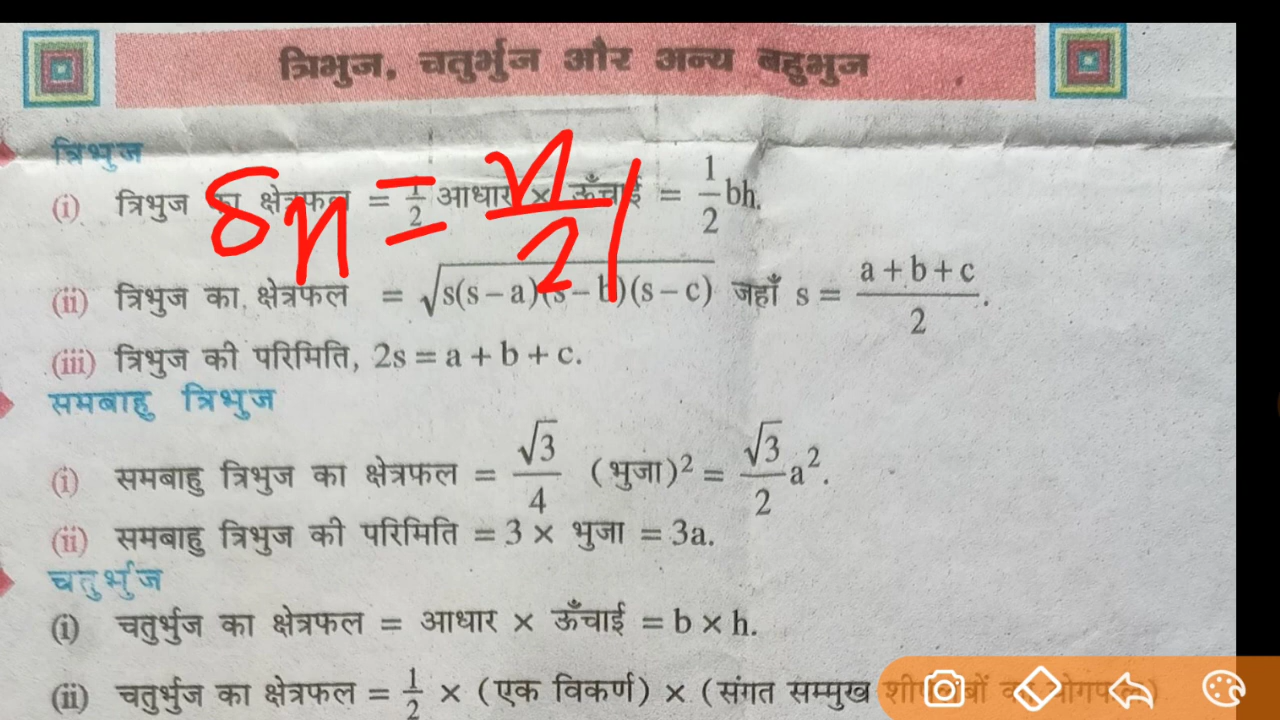 त्रिभुज, चतुर्भुज और अन्य बहुभुज
त्रिभुज
(i) त्रिभुज का क्षेत्रफल = 1/2 आधार × ऊँचाई = 1/2 bh.
(ii) त्रिभुज का क्षेत्रफल = √s(s-a)(s-b)(s-c) जहाँ s = a+b+c/2.
(iii) त्रिभुज की परिमिति, 2s = a + b + c.
समबाहु त्रिभुज
(i) समबाहु त्रिभुज का क्षेत्रफल = √3/4 (भुजा)² = √3/2 a².
(ii) समबाहु त्रिभुज की परिमिति = 3 × भुजा = 3a.
चतुर्भुज
(i) चतुर्भुज का क्षेत्रफल = आधार × ऊँचाई = b × h.
(ii) चतुर्भुज का क्षेत्रफल = 1/2 × (एक विकर्ण) × (संगत सम्मुख